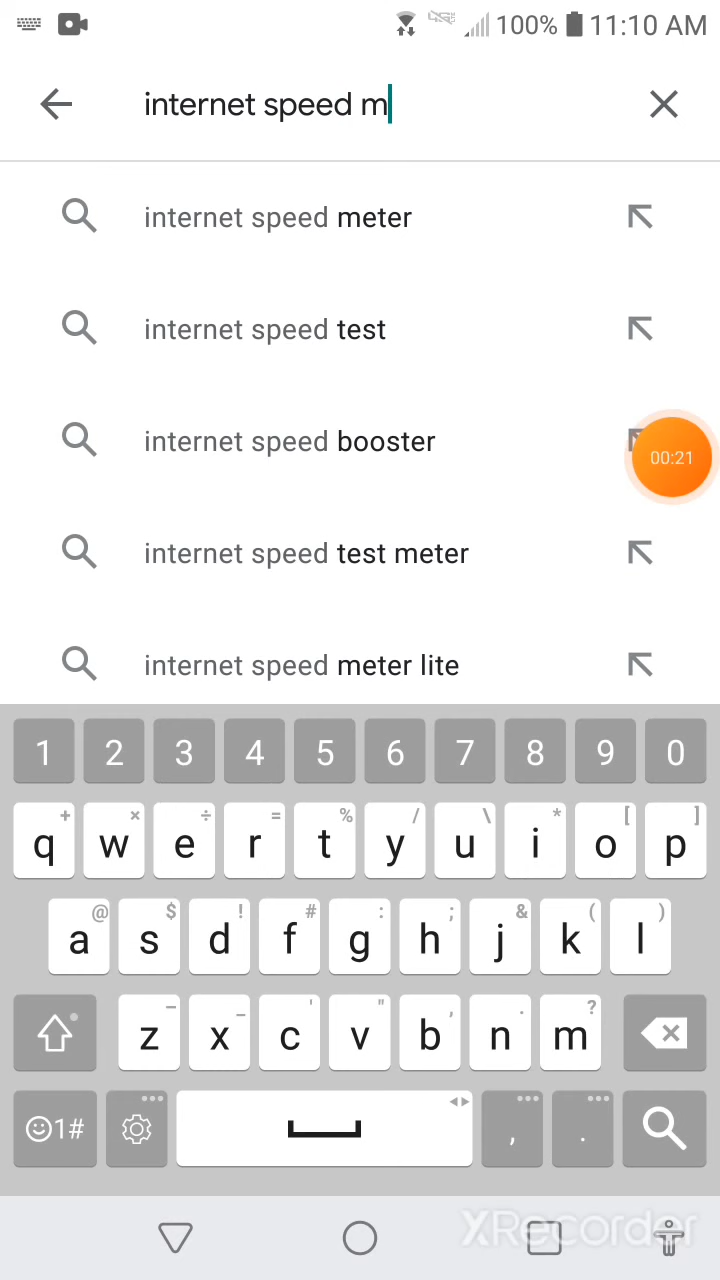 100% 11:10 AM
internet speed m
internet speed meter
internet speed test
internet speed booster
00:21
internet speed test meter
internet speed meter lite
1 2 3 4 5 6 7 8 9 0
+ × ÷ = % / \ * [ ]
q w e r t y u i o p
@ $ ! # : ; & ( )
a s d f g h j k l
– _ ' " , . ?
z x c v b n m
1# , .
XRecorder